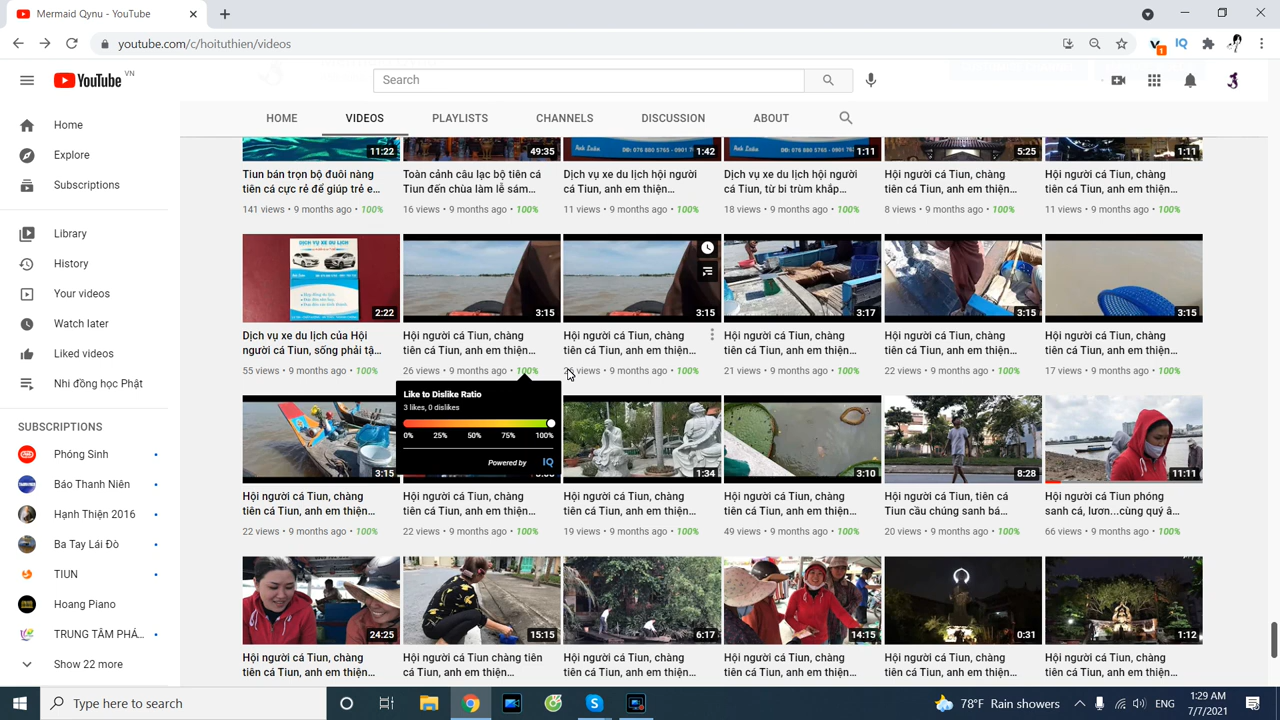 Mermaid Qynu - YouTube
youtube.com/c/hoituthien/videos
1
IQ
YouTube VN
Search
HOME VIDEOS PLAYLISTS CHANNELS DISCUSSION ABOUT
Home
Explore
Subscriptions
Library
History
Your videos
Watch later
Liked videos
Nhi đồng học Phật
SUBSCRIPTIONS
Phóng Sinh
Báo Thanh Niên
Hạnh Thiện 2016
Ba Tay Lái Đò
TIUN
Hoang Piano
TRUNG TÂM PHÁ...
Show 22 more
11:22
49:35
1:42
1:11
5:25
1:11
Tiun bán trọn bộ đuôi nàng
tiên cá cực rẻ để giúp trẻ e...
141 views • 9 months ago • 100%
Toàn cảnh câu lạc bộ tiên cá
Tiun đến chùa làm lễ sám...
16 views • 9 months ago • 100%
Dịch vụ xe du lịch hội người
cá Tiun, anh em thiện...
11 views • 9 months ago • 100%
Dịch vụ xe du lịch hội người
cá Tiun, từ bi trùm khắp...
18 views • 9 months ago • 100%
Hội người cá Tiun, chàng
tiên cá Tiun, anh em thiện...
8 views • 9 months ago • 100%
Hội người cá Tiun, chàng
tiên cá Tiun, anh em thiện...
11 views • 9 months ago • 100%
DỊCH VỤ XE DU LỊCH
2:22
3:15
3:15
3:17
3:15
3:15
Dịch vụ xe du lịch của Hội
người cá Tiun, sống phải tậ...
55 views • 9 months ago • 100%
Hội người cá Tiun, chàng
tiên cá Tiun, anh em thiện...
26 views • 9 months ago • 100%
Hội người cá Tiun, chàng
tiên cá Tiun, anh em thiện...
views • 9 months ago • 100%
Hội người cá Tiun, chàng
tiên cá Tiun, anh em thiện...
21 views • 9 months ago • 100%
Hội người cá Tiun, chàng
tiên cá Tiun, anh em thiện...
22 views • 9 months ago • 100%
Hội người cá Tiun, chàng
tiên cá Tiun, anh em thiện...
17 views • 9 months ago • 100%
Like to Dislike Ratio
3 likes, 0 dislikes
0% 25% 50% 75% 100%
Powered by IQ
3:15
1:34
3:10
8:28
11:11
Hội người cá Tiun, chàng
tiên cá Tiun, anh em thiện...
22 views • 9 months ago • 100%
Hội người cá Tiun, chàng
tiên cá Tiun, anh em thiện...
22 views • 9 months ago • 100%
Hội người cá Tiun, chàng
tiên cá Tiun, anh em thiện...
19 views • 9 months ago • 100%
Hội người cá Tiun, chàng
tiên cá Tiun, anh em thiện...
49 views • 9 months ago • 100%
Hội người cá Tiun, tiên cá
Tiun cầu chúng sanh bá...
20 views • 9 months ago • 100%
Hội người cá Tiun phóng
sanh cá, lươn...cùng quý â...
66 views • 9 months ago • 100%
24:25
15:15
6:17
14:15
0:31
1:12
Hội người cá Tiun, chàng
tiên cá Tiun, anh em thiện...
Hội người cá Tiun chàng tiên
cá Tiun, anh em thiện...
Hội người cá Tiun, chàng
tiên cá Tiun, anh em thiện...
Hội người cá Tiun, chàng
tiên cá Tiun, anh em thiện...
Hội người cá Tiun, chàng
tiên cá Tiun, anh em thiện...
Hội người cá Tiun, chàng
tiên cá Tiun, anh em thiện...
Type here to search
78°F Rain showers
ENG
1:29 AM
7/7/2021